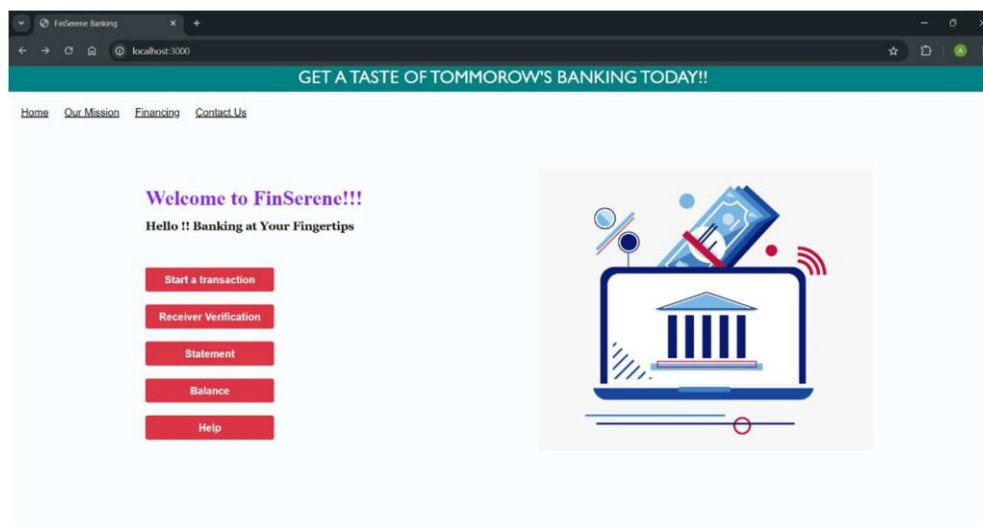 FinSerene Banking
localhost:3000
GET A TASTE OF TOMMOROW'S BANKING TODAY!!
Home Our Mission Financing Contact Us
Welcome to FinSerene!!!
Hello !! Banking at Your Fingertips
Start a transaction
Receiver Verification
Statement
Balance
Help